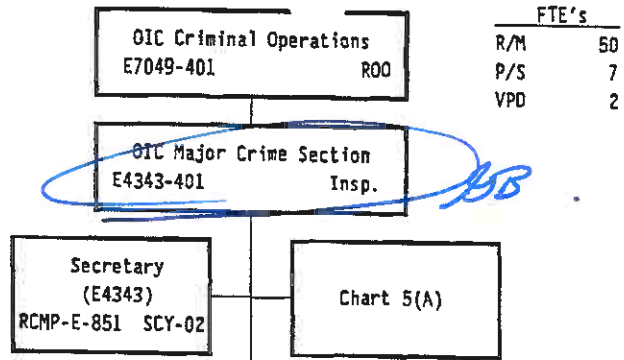 FTE's
R/M 50
P/S 7
VPD 2
OIC Criminal Operations
E7049-401 ROO
OIC Major Crime Section
E4343-401 Insp.
Secretary
(E4343)
RCMP-E-851 SCY-02
Chart 5(A)